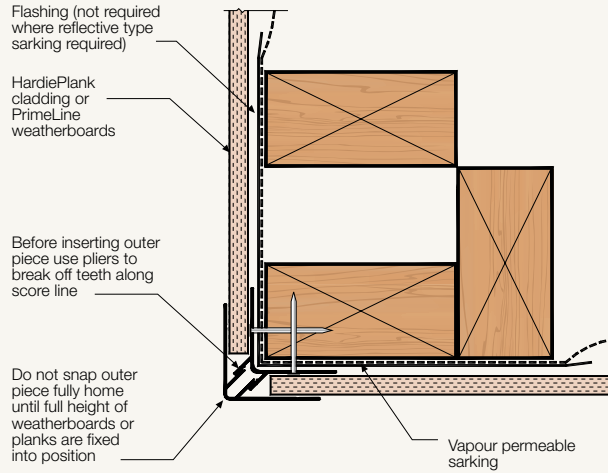 Flashing (not required
where reflective type
sarking required)
HardiePlank
cladding or
PrimeLine
weatherboards
Before inserting outer
piece use pliers to
break off teeth along
score line
Do not snap outer
piece fully home
until full height of
weatherboards or
planks are fixed
into position
Vapour permeable
sarking